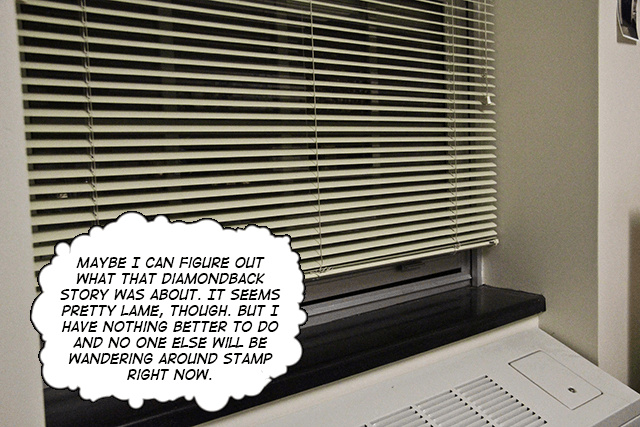 MAYBE I CAN FIGURE OUT
WHAT THAT DIAMONDBACK
STORY WAS ABOUT. IT SEEMS
PRETTY LAME, THOUGH. BUT I
HAVE NOTHING BETTER TO DO
AND NO ONE ELSE WILL BE
WANDERING AROUND STAMP
RIGHT NOW.